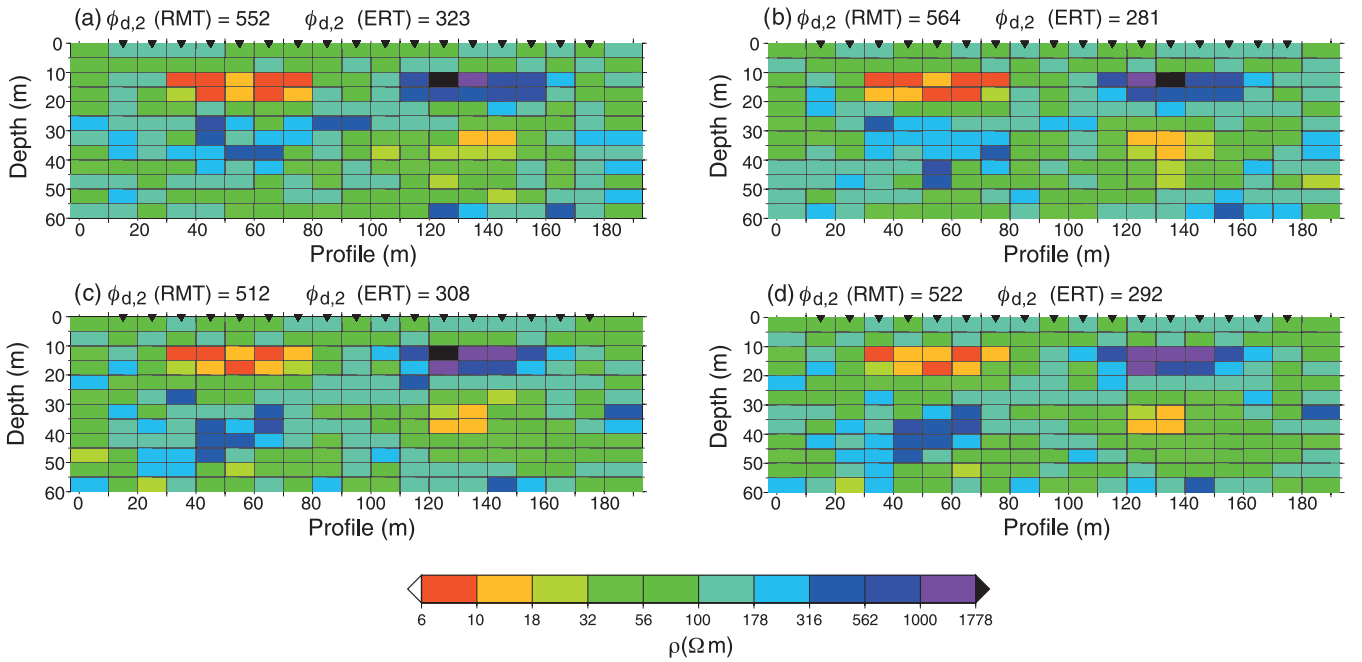 (a) ϕd,2 (RMT) = 552 ϕd,2 (ERT) = 323
0
10
20
30
40
50
60
Depth (m)
0 20 40 60 80 100 120 140 160 180
Profile (m)
(b) ϕd,2 (RMT) = 564 ϕd,2 (ERT) = 281
0
10
20
30
40
50
60
Depth (m)
0 20 40 60 80 100 120 140 160 180
Profile (m)
(c) ϕd,2 (RMT) = 512 ϕd,2 (ERT) = 308
0
10
20
30
40
50
60
Depth (m)
0 20 40 60 80 100 120 140 160 180
Profile (m)
(d) ϕd,2 (RMT) = 522 ϕd,2 (ERT) = 292
0
10
20
30
40
50
60
Depth (m)
0 20 40 60 80 100 120 140 160 180
Profile (m)
6 10 18 32 56 100 178 316 562 1000 1778
ρ(Ω m)